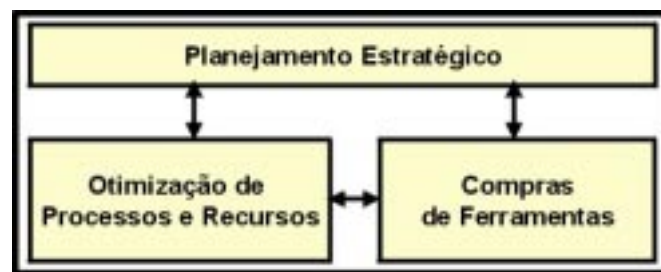 Planejamento Estratégico
Otimização de
Processos e Recursos
Compras
de Ferramentas